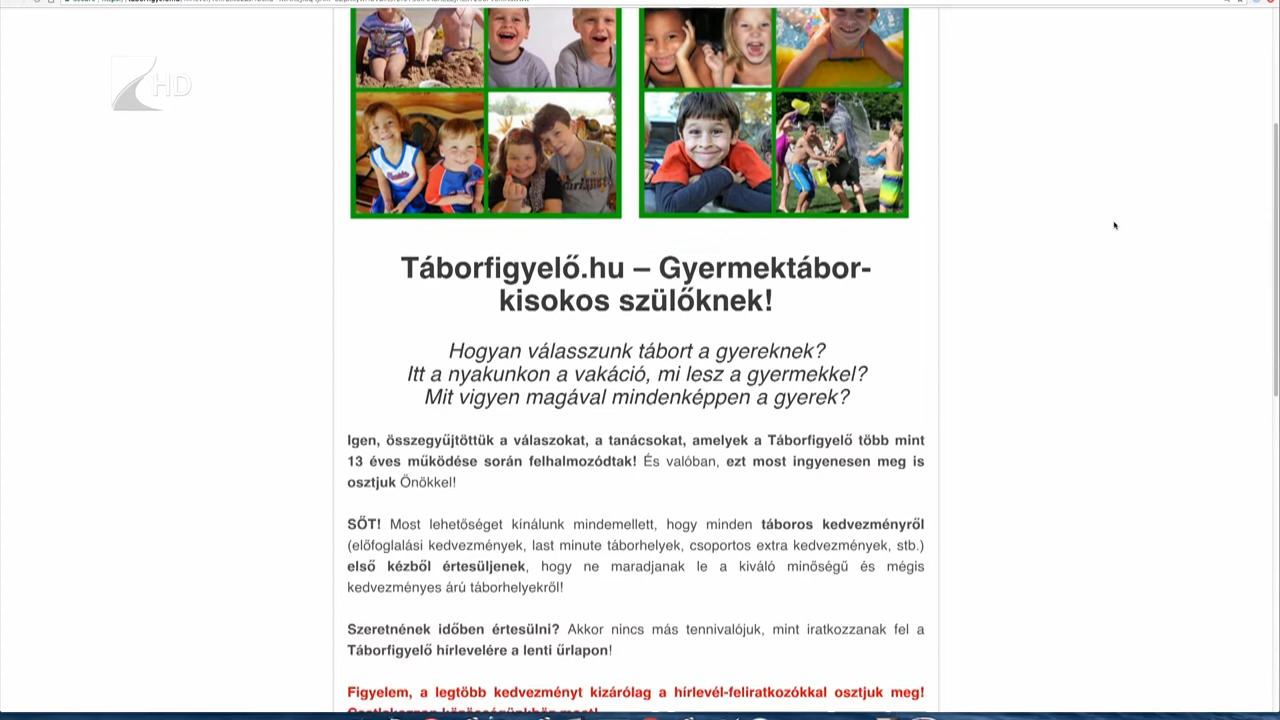 HD
Táborfigyelő.hu – Gyermektábor-
kisokos szülőknek!
Hogyan válasszunk tábort a gyereknek?
Itt a nyakunkon a vakáció, mi lesz a gyermekkel?
Mit vigyen magával mindenképpen a gyerek?
Igen, összegyűjtöttük a válaszokat, a tanácsokat, amelyek a Táborfigyelő több mint
13 éves működése során felhalmozódtak! És valóban, ezt most ingyenesen meg is
osztjuk Önökkel!
SŐT! Most lehetőséget kínálunk mindemellett, hogy minden táboros kedvezményről
(előfoglalási kedvezmények, last minute táborhelyek, csoportos extra kedvezmények, stb.)
első kézből értesüljenek, hogy ne maradjanak le a kiváló minőségű és mégis
kedvezményes árú táborhelyekről!
Szeretnének időben értesülni? Akkor nincs más tennivalójuk, mint iratkozzanak fel a
Táborfigyelő hírlevelére a lenti űrlapon!
Figyelem, a legtöbb kedvezményt kizárólag a hírlevél-feliratkozókkal osztjuk meg!